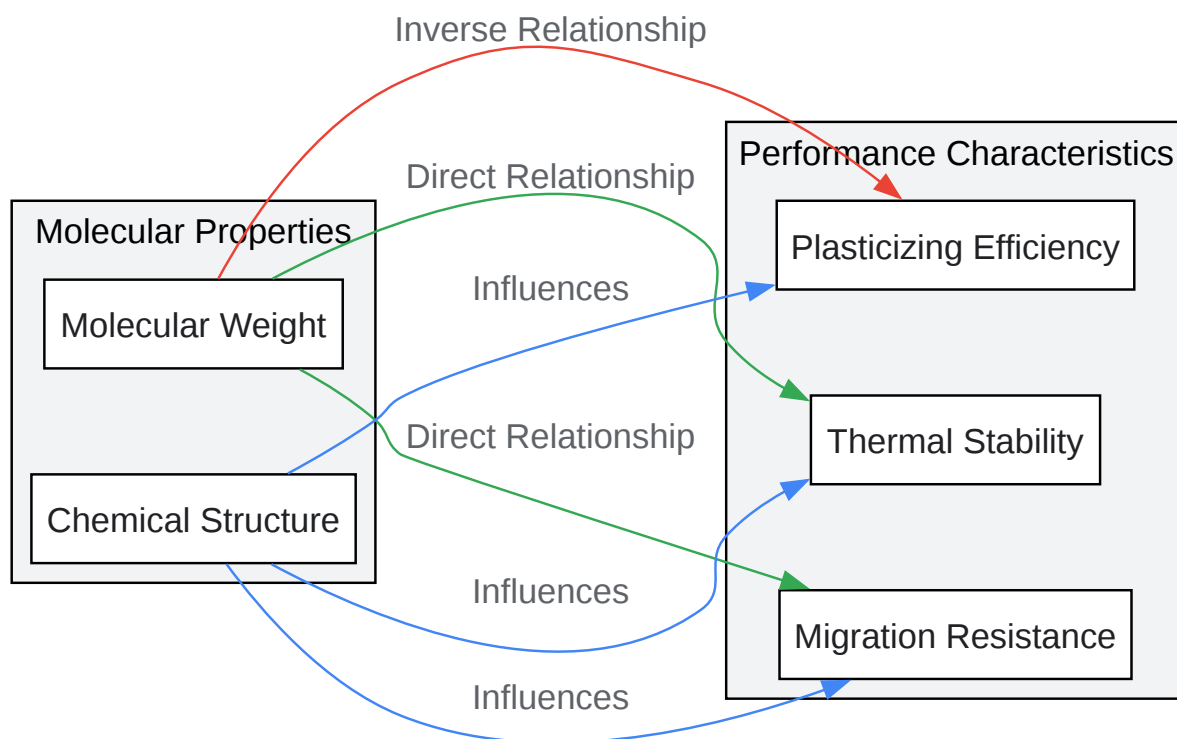 Inverse Relationship
Performance Characteristics
Direct Relationship
Molecular Properties
Plasticizing Efficiency
Influences
Molecular Weight
Direct Relationship
Thermal Stability
Chemical Structure
Influences
Migration Resistance
Influences